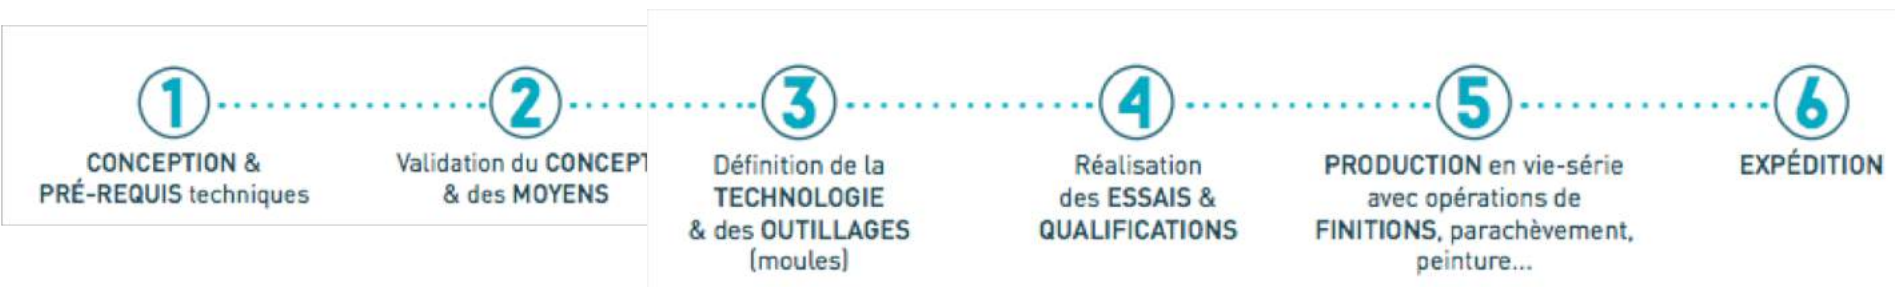 1
CONCEPTION &
PRÉ-REQUIS techniques
2
Validation du CONCEPT
& des MOYENS
3
Définition de la
TECHNOLOGIE
& des OUTILLAGES
(moules)
4
Réalisation
des ESSAIS &
QUALIFICATIONS
5
PRODUCTION en vie-série
avec opérations de
FINITIONS, parachèvement,
peinture...
6
EXPÉDITION